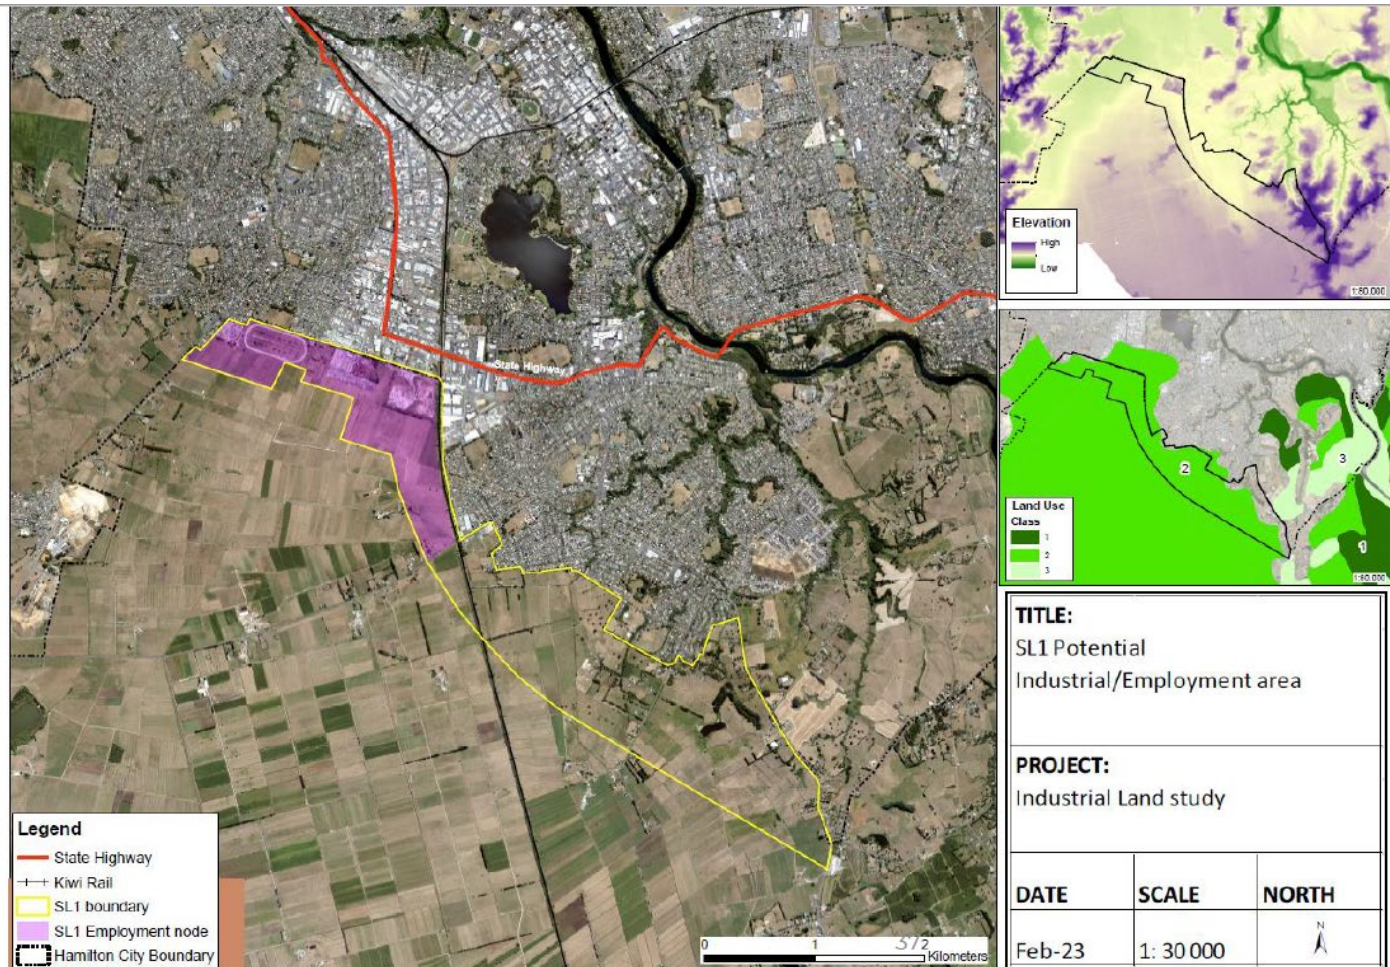 State Highway 1
Legend
State Highway
Kiwi Rail
SL1 boundary
SL1 Employment node
Hamilton City Boundary
0 1 2
Kilometers
Elevation
High
Low
1:80,000
2
3
1
Land Use
Class
1
2
3
1:80,000
TITLE:
SL1 Potential
Industrial/Employment area
PROJECT:
Industrial Land study
DATE SCALE NORTH
N
Feb-23 1: 30 000